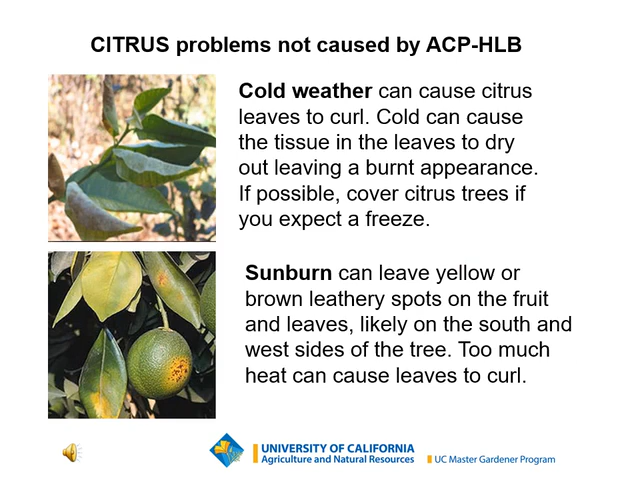 CITRUS problems not caused by ACP-HLB
Cold weather can cause citrus
leaves to curl. Cold can cause
the tissue in the leaves to dry
out leaving a burnt appearance.
If possible, cover citrus trees if
you expect a freeze.
Sunburn can leave yellow or
brown leathery spots on the fruit
and leaves, likely on the south and
west sides of the tree. Too much
heat can cause leaves to curl.
UNIVERSITY OF CALIFORNIA
Agriculture and Natural Resources
UC Master Gardener Program